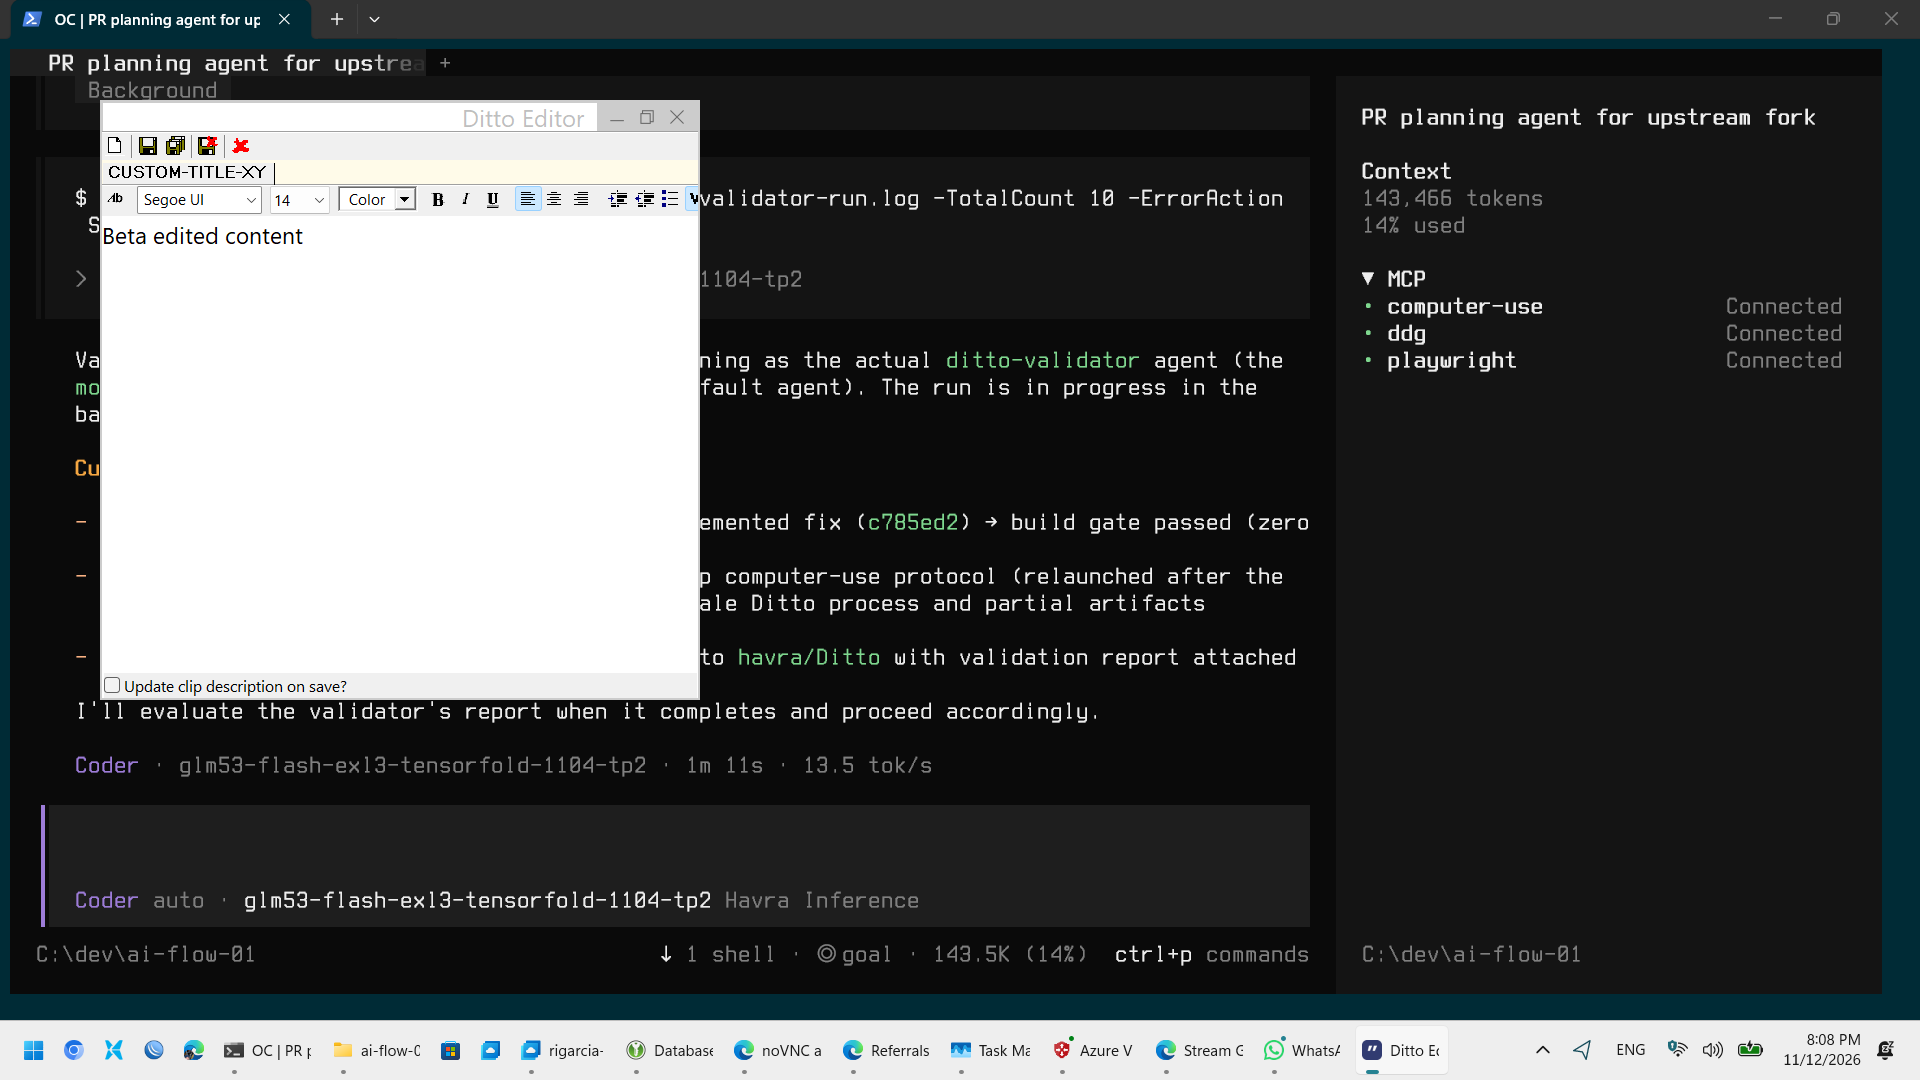 OC | PR planning agent for up
PR planning agent for upstrea +
Background
Ditto Editor
CUSTOM-TITLE-XY
Ab Segoe UI 14 Color B I U
Beta edited content
Update clip description on save?
$ validator-run.log -TotalCount 10 -ErrorAction
S
> 1104-tp2
Va ning as the actual ditto-validator agent (the
mo fault agent). The run is in progress in the
ba
Cu
- emented fix (c785ed2) → build gate passed (zero
- p computer-use protocol (relaunched after the
ale Ditto process and partial artifacts
- to havra/Ditto with validation report attached
I'll evaluate the validator's report when it completes and proceed accordingly.
Coder · glm53-flash-exl3-tensorfold-1104-tp2 · 1m 11s · 13.5 tok/s
Coder auto · glm53-flash-exl3-tensorfold-1104-tp2 Havra Inference
C:\dev\ai-flow-01 ↓ 1 shell · ◎ goal · 143.5K (14%) ctrl+p commands
PR planning agent for upstream fork
Context
143,466 tokens
14% used
▼ MCP
• computer-use Connected
• ddg Connected
• playwright Connected
C:\dev\ai-flow-01
OC | PR p
ai-flow-0
rigarcia-
Database
noVNC a
Referrals
Task Ma
Azure V
Stream G
WhatsA
Ditto Ec
ENG
8:08 PM
11/12/2026